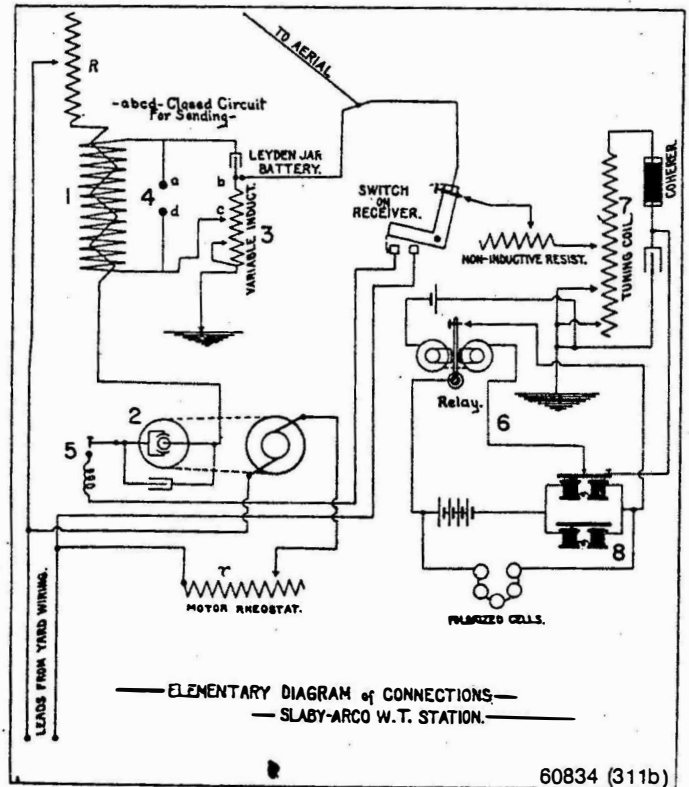 R
TO AERIAL
-abcd- Closed Circuit
For Sending-
LEYDEN JAR
BATTERY.
1
4
a
b
c
d
3
VARIABLE INDUCT.
SWITCH
ON
RECEIVER.
NON-INDUCTIVE RESIST.
7
TUNING COIL
COHERER
Relay.
6
2
5
8
r
MOTOR RHEOSTAT.
POLARIZED CELLS.
LEADS FROM YARD WIRING.
ELEMENTARY DIAGRAM of CONNECTIONS
SLABY-ARCO W.T. STATION.
60834 (311b)